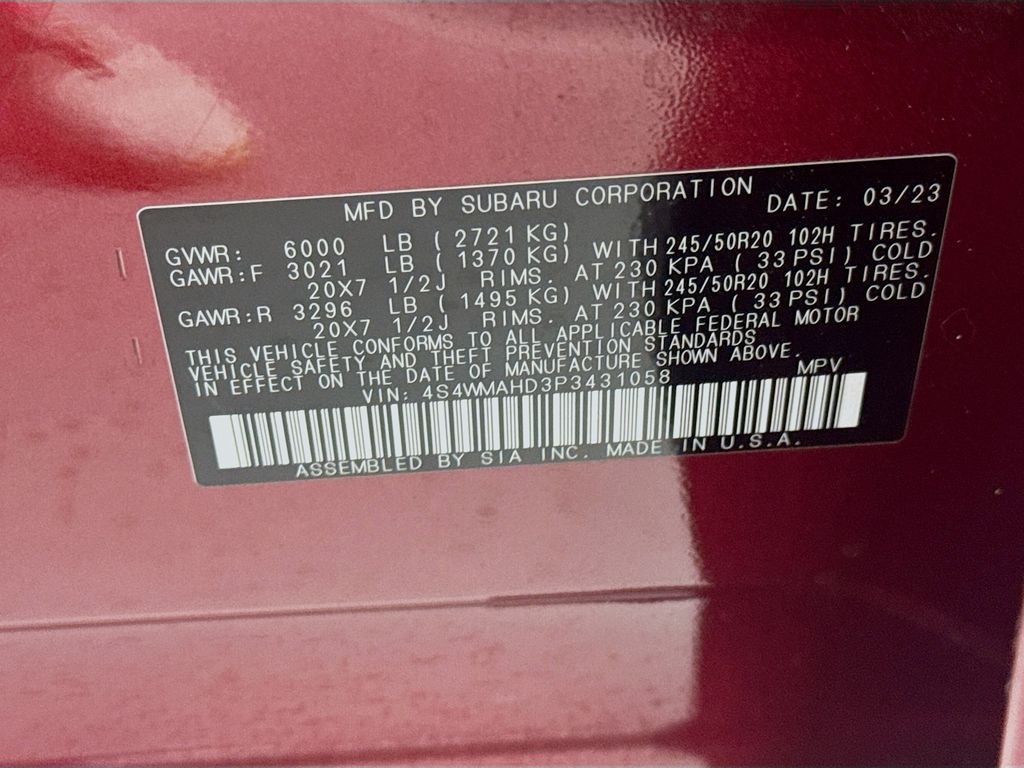 MFD BY SUBARU CORPORATION DATE: 03/23
GVWR: 6000 LB ( 2721 KG)
GAWR:F 3021 LB ( 1370 KG) WITH 245/50R20 102H TIRES.
20X7 1/2J RIMS. AT 230 KPA ( 33 PSI) COLD
GAWR:R 3296 LB ( 1495 KG) WITH 245/50R20 102H TIRES.
20X7 1/2J RIMS. AT 230 KPA ( 33 PSI) COLD
THIS VEHICLE CONFORMS TO ALL APPLICABLE FEDERAL MOTOR
VEHICLE SAFETY AND THEFT PREVENTION STANDARDS
IN EFFECT ON THE DATE OF MANUFACTURE SHOWN ABOVE.
VIN: 4S4WMAHD3P3431058 MPV
ASSEMBLED BY SIA INC. MADE IN U.S.A.